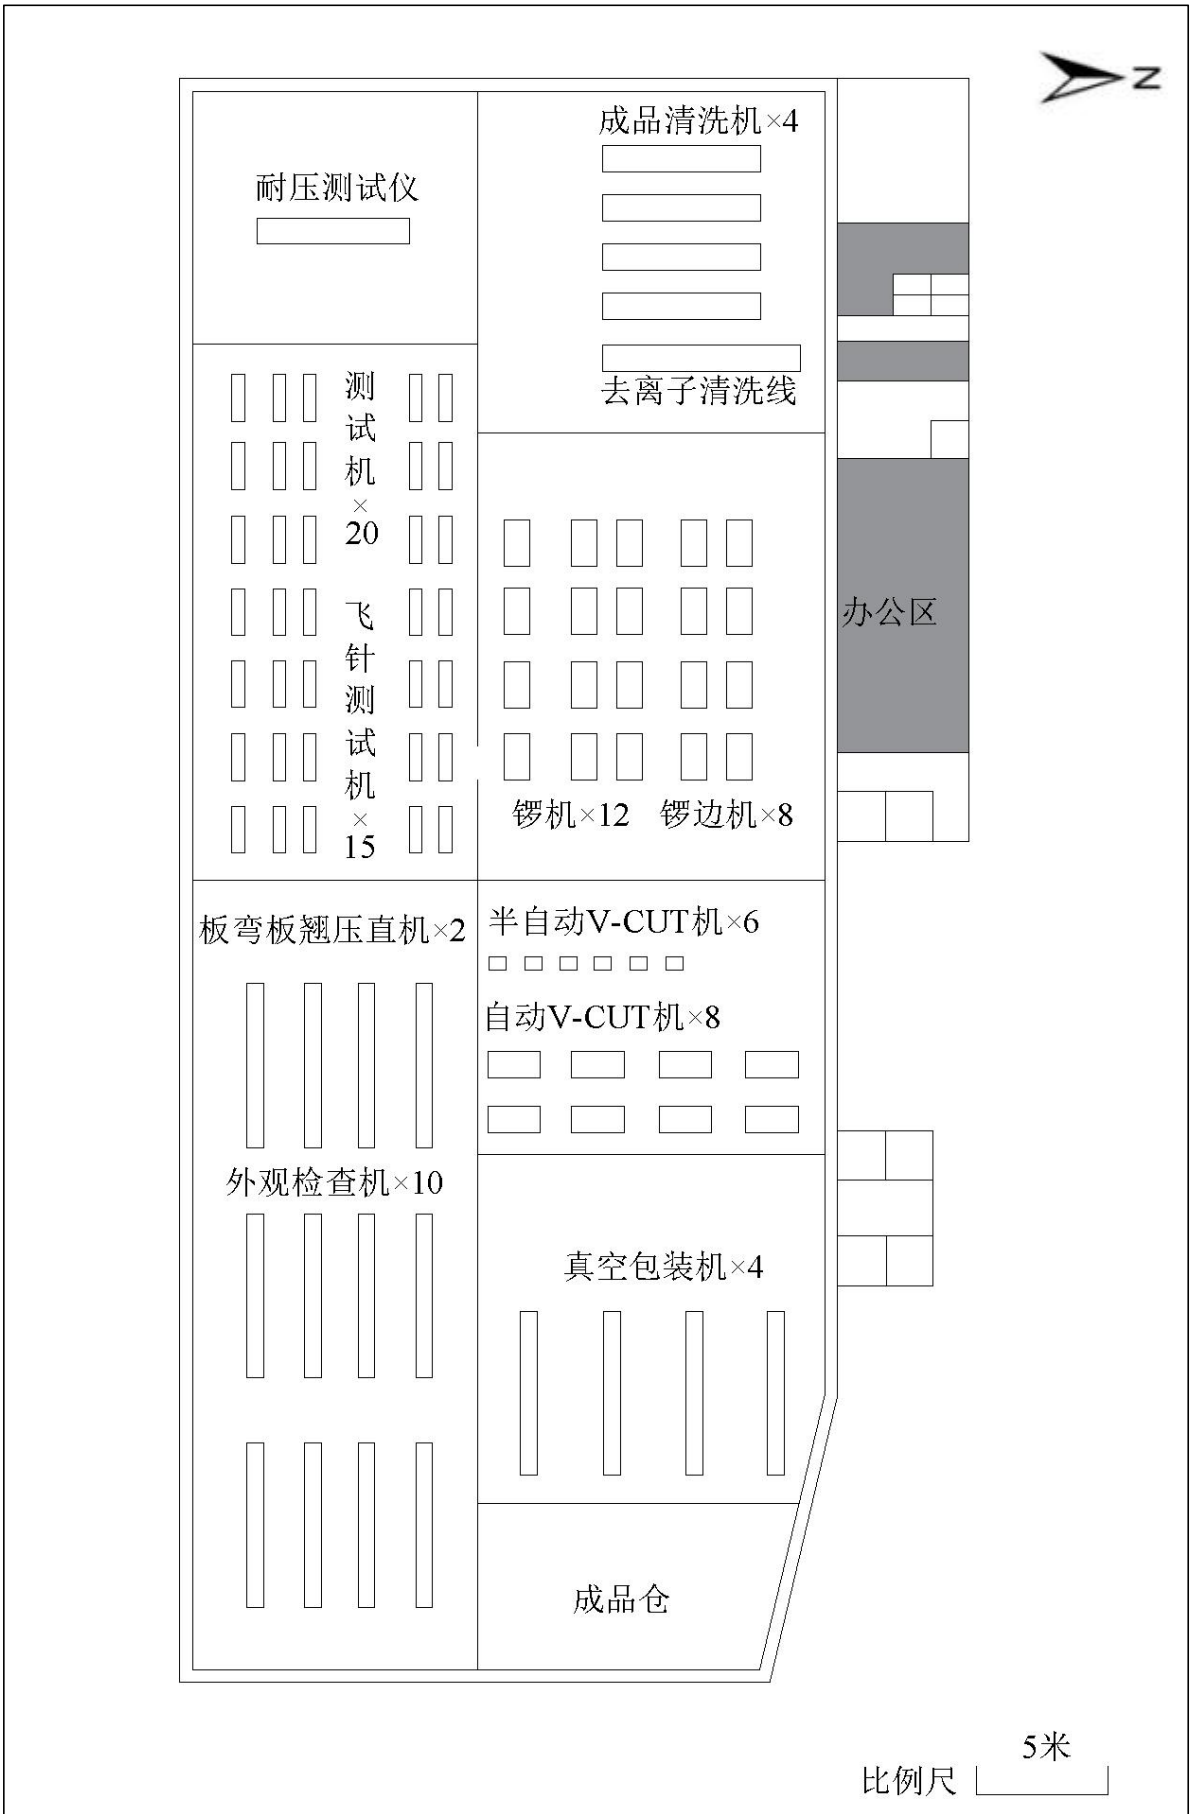 Z
成品清洗机×4
耐压测试仪
去离子清洗线
测试机×20
飞针测试机×15
办公区
锣机×12
锣边机×8
板弯板翘压直机×2
半自动V-CUT机×6
自动V-CUT机×8
外观检查机×10
真空包装机×4
成品仓
5米
比例尺